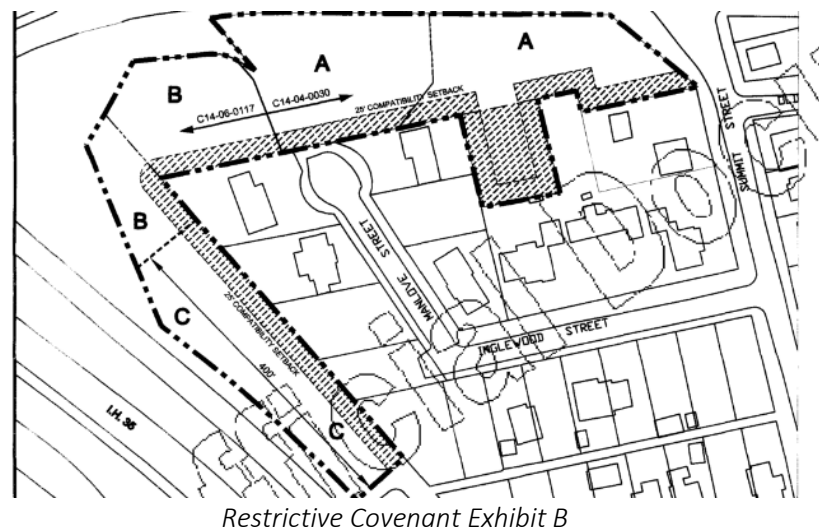 A
A
B
C14-06-0117
C14-04-0030
25' COMPATIBILITY SETBACK
SUMMIT STREET
B
MANLOVE STREET
C
25' COMPATIBILITY SETBACK
INGLEWOOD STREET
400'
I.H. 35
C
Restrictive Covenant Exhibit B